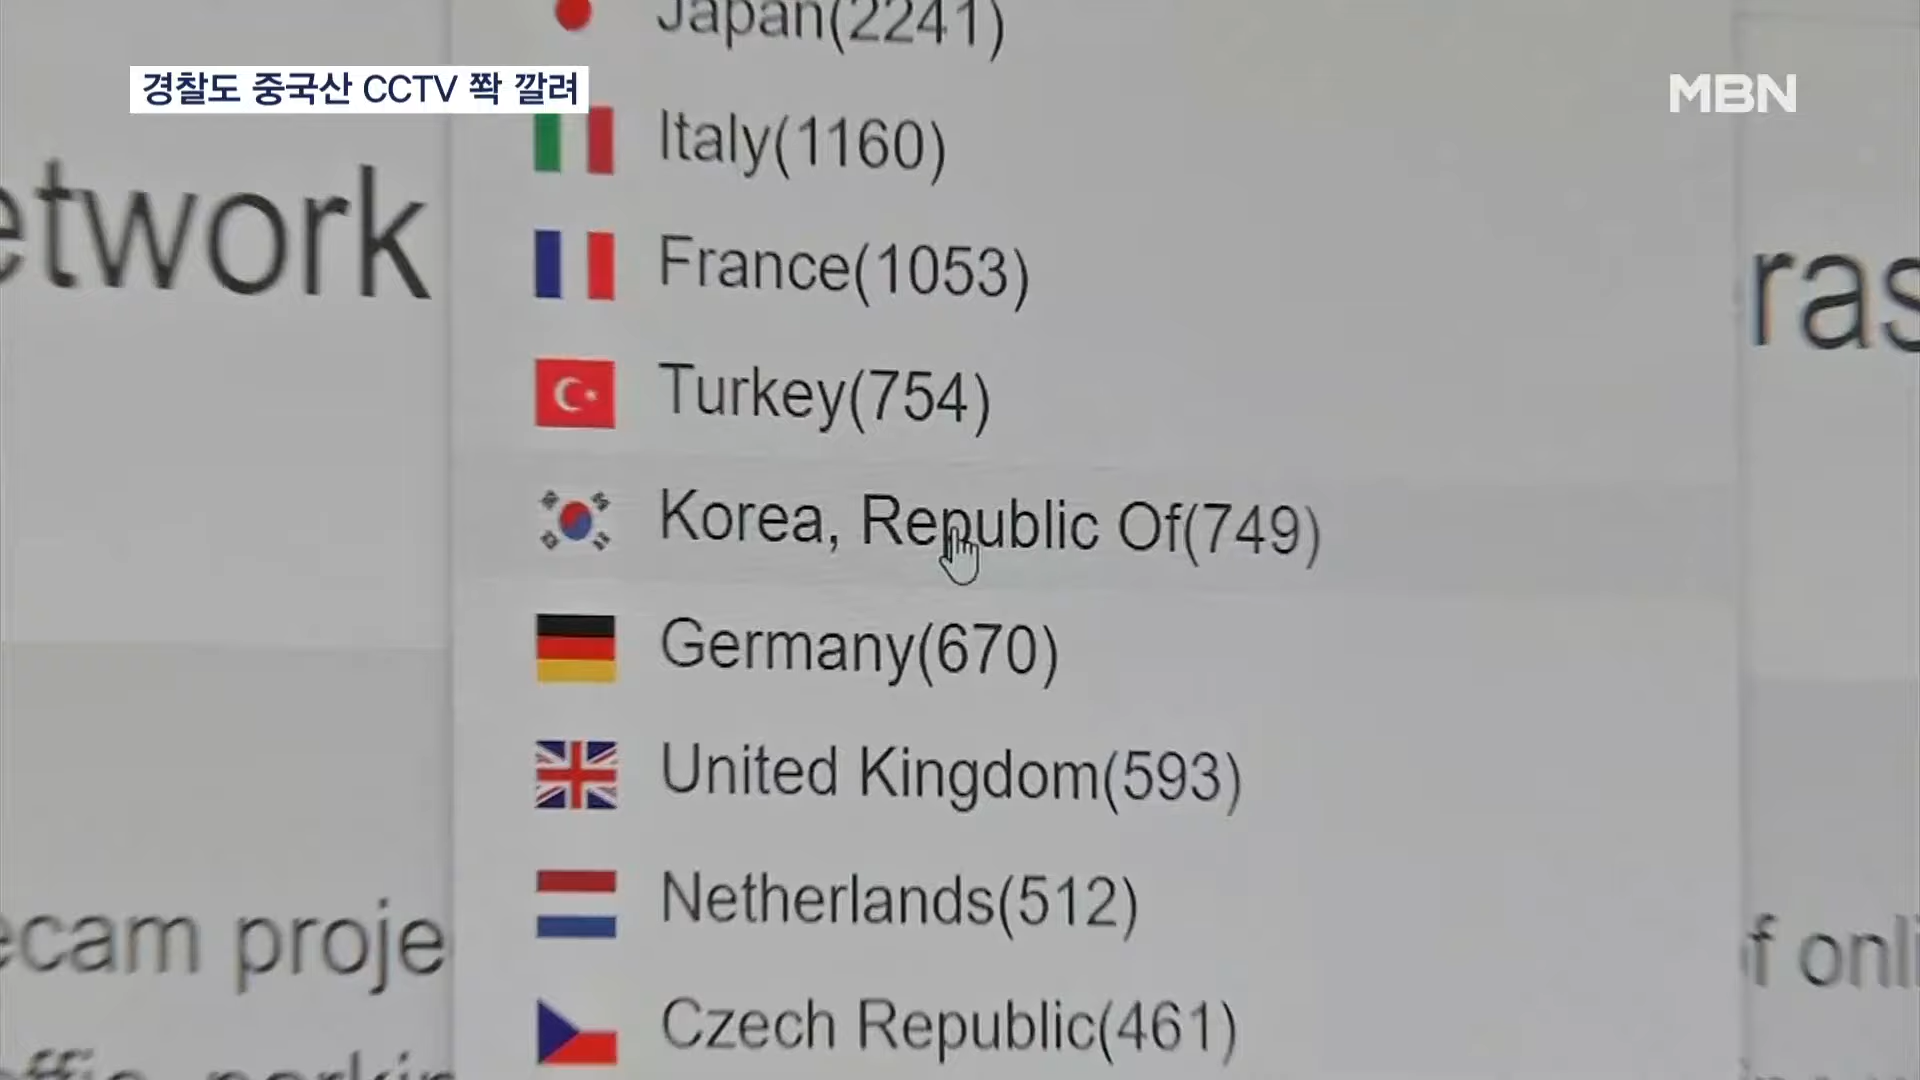 Japan(2241)
경찰도 중국산 CCTV 쫙 깔려
MBN
Italy(1160)
etwork
France(1053)
ras
Turkey(754)
Korea, Republic Of(749)
Germany(670)
United Kingdom(593)
Netherlands(512)
ecam proje
f onli
Czech Republic(461)